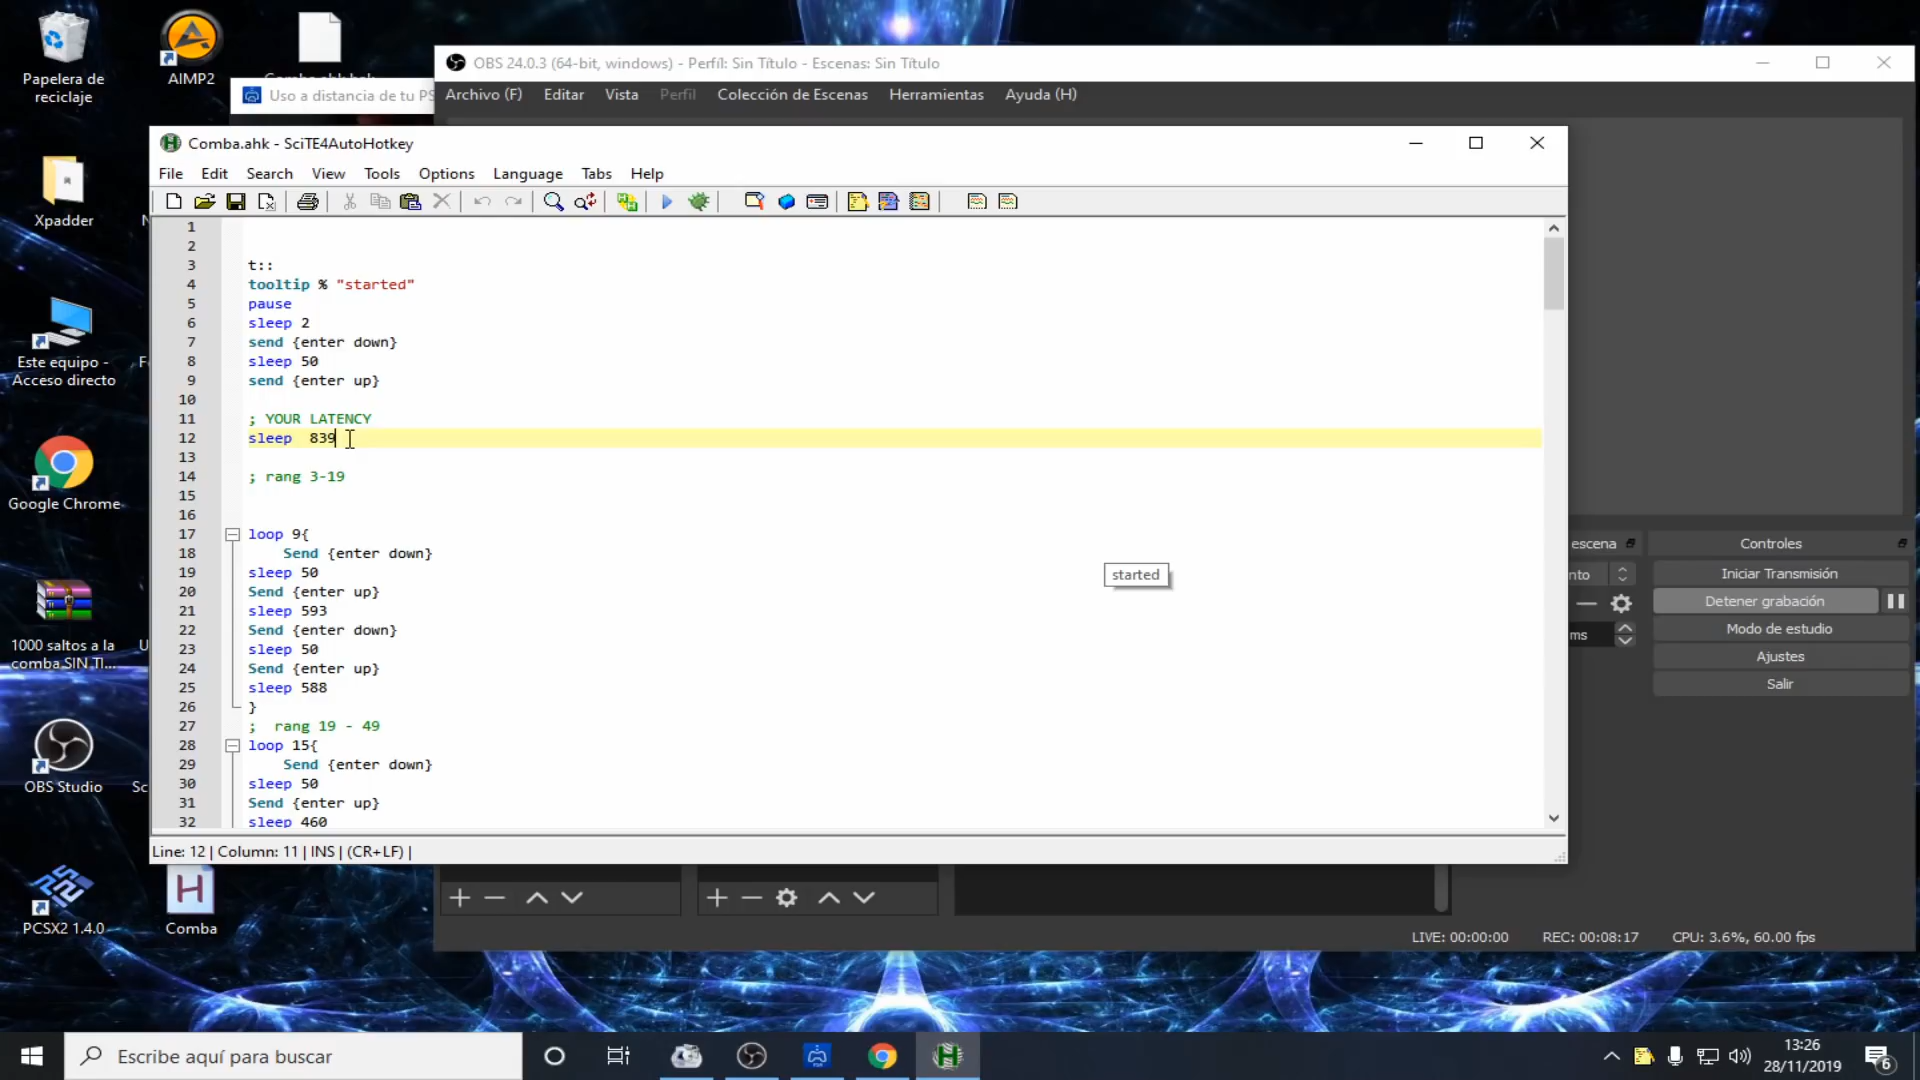 Papelera de
reciclaje
AIMP2
Xpadder
Este equipo -
Acceso directo
Google Chrome
1000 saltos a la
comba SIN TI...
OBS Studio
PCSX2 1.4.0
Comba
Uso a distancia de tu PS
OBS 24.0.3 (64-bit, windows) - Perfil: Sin Título - Escenas: Sin Título
Archivo (F) Editar Vista Perfil Colección de Escenas Herramientas Ayuda (H)
Comba.ahk - SciTE4AutoHotkey
File Edit Search View Tools Options Language Tabs Help
1
2
3 t::
4 tooltip % "started"
5 pause
6 sleep 2
7 send {enter down}
8 sleep 50
9 send {enter up}
10
11 ; YOUR LATENCY
12 sleep  839
13
14 ; rang 3-19
15
16
17 loop 9{
18 Send {enter down}
19 sleep 50
20 Send {enter up}
21 sleep 593
22 Send {enter down}
23 sleep 50
24 Send {enter up}
25 sleep 588
26 }
27 ;  rang 19 - 49
28 loop 15{
29 Send {enter down}
30 sleep 50
31 Send {enter up}
32 sleep 460
Line: 12 | Column: 11 | INS | (CR+LF) |
started
escena
nto
ms
Controles
Iniciar Transmisión
Detener grabación
Modo de estudio
Ajustes
Salir
LIVE: 00:00:00 REC: 00:08:17 CPU: 3.6%, 60.00 fps
Escribe aquí para buscar
13:26
28/11/2019
6